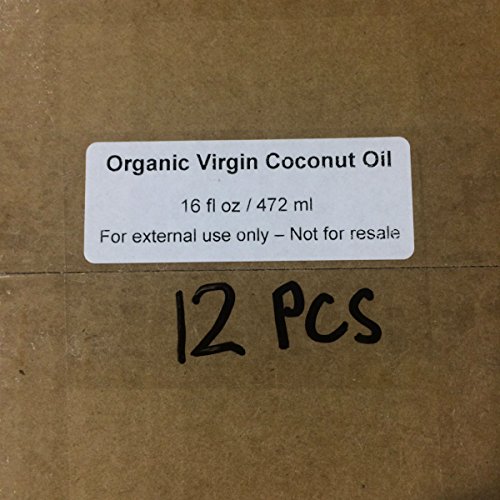 Organic Virgin Coconut Oil
16 fl oz / 472 ml
For external use only – Not for resale
12 PCS